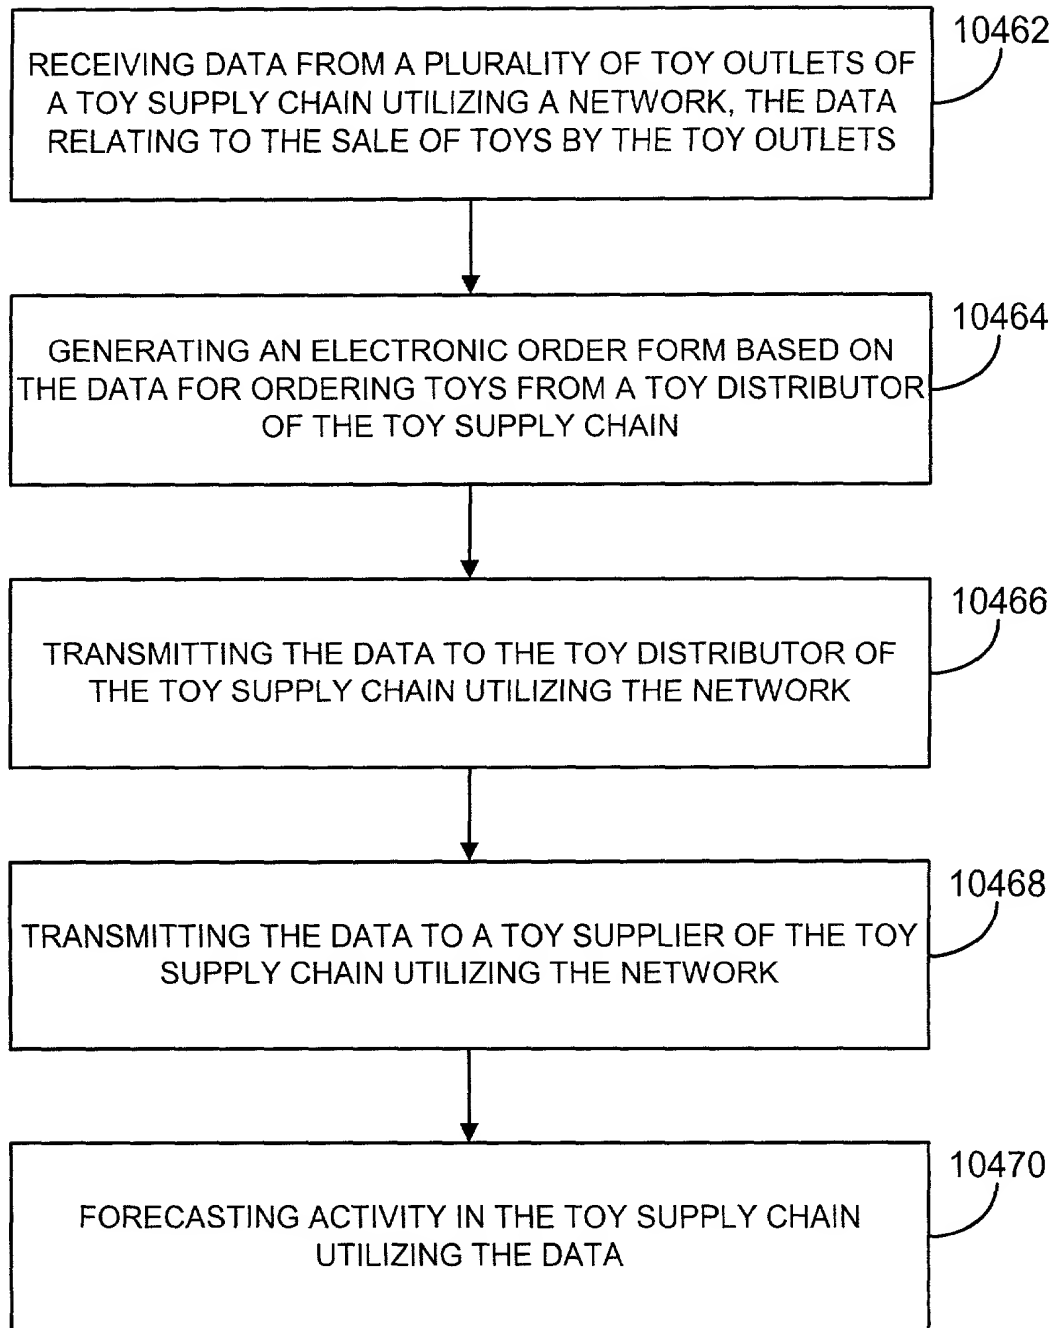 10462
RECEIVING DATA FROM A PLURALITY OF TOY OUTLETS OF
A TOY SUPPLY CHAIN UTILIZING A NETWORK, THE DATA
RELATING TO THE SALE OF TOYS BY THE TOY OUTLETS
10464
GENERATING AN ELECTRONIC ORDER FORM BASED ON
THE DATA FOR ORDERING TOYS FROM A TOY DISTRIBUTOR
OF THE TOY SUPPLY CHAIN
10466
TRANSMITTING THE DATA TO THE TOY DISTRIBUTOR OF
THE TOY SUPPLY CHAIN UTILIZING THE NETWORK
10468
TRANSMITTING THE DATA TO A TOY SUPPLIER OF THE TOY
SUPPLY CHAIN UTILIZING THE NETWORK
10470
FORECASTING ACTIVITY IN THE TOY SUPPLY CHAIN
UTILIZING THE DATA